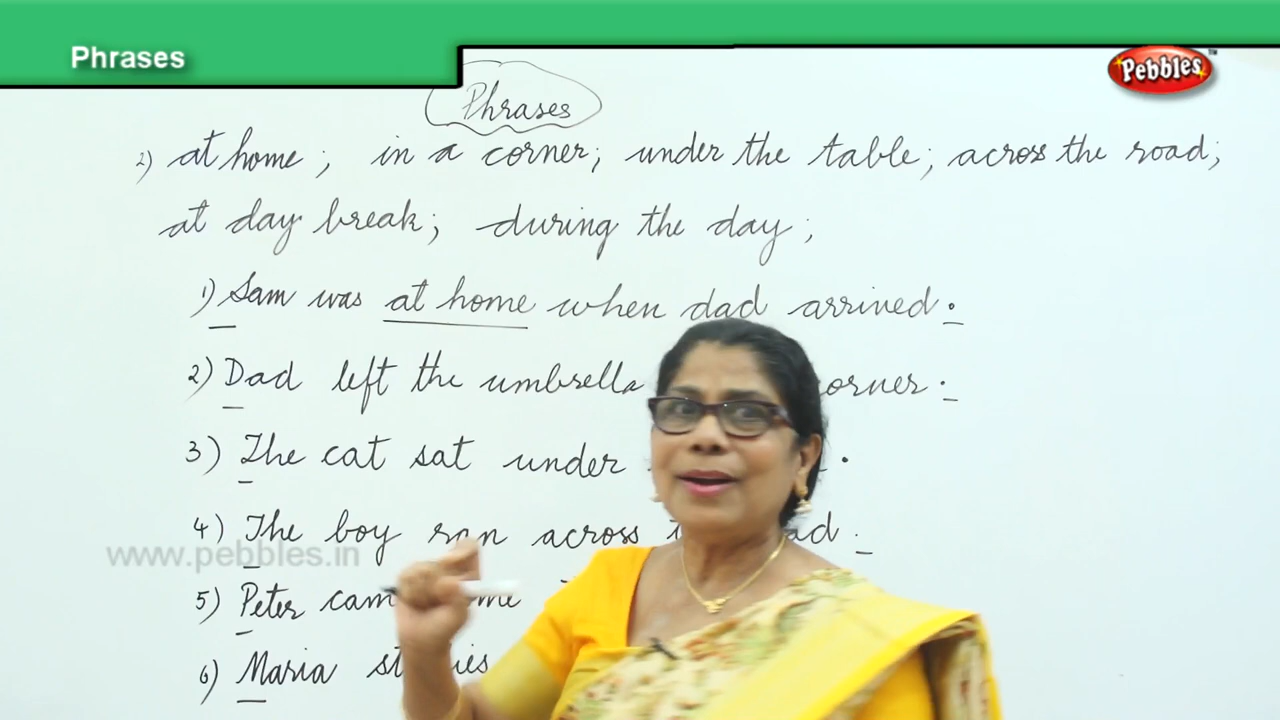 Phrases
Pebbles™
Phrases
2) at home; in a corner; under the table; across the road;
at day break; during the day;
1) Sam was at home when dad arrived.
2) Dad left the umbrella corner.
3) The cat sat under .
4) The boy ran across .
www.pebbles.in
5) Peter
6) Maria